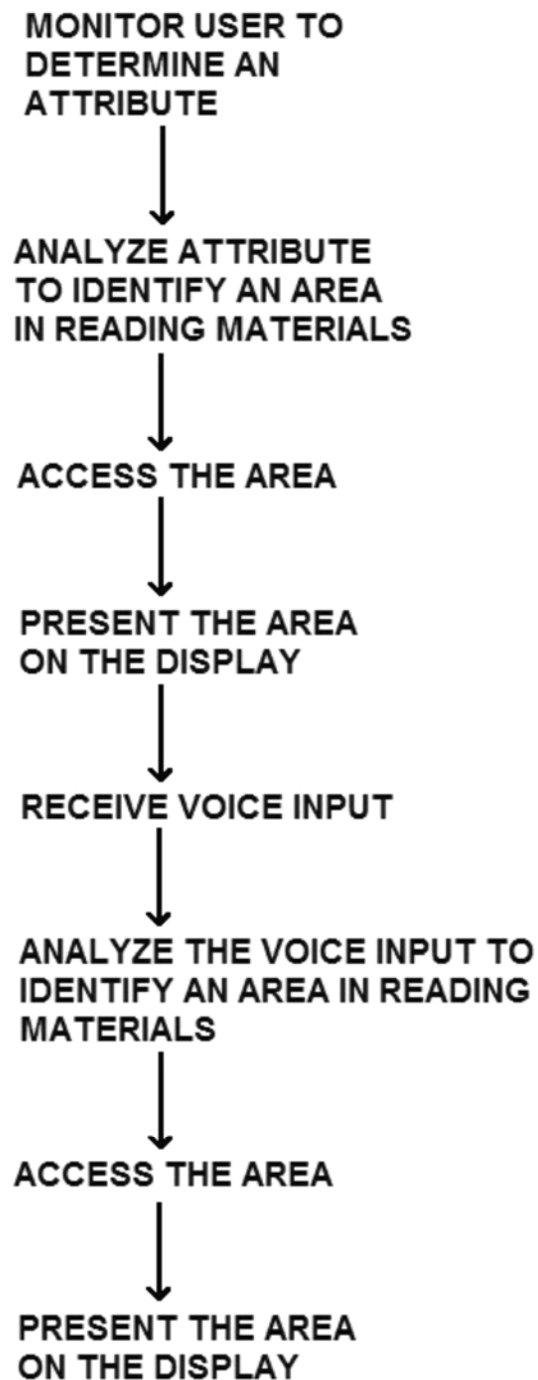 MONITOR USER TO
DETERMINE AN
ATTRIBUTE
ANALYZE ATTRIBUTE
TO IDENTIFY AN AREA
IN READING MATERIALS
ACCESS THE AREA
PRESENT THE AREA
ON THE DISPLAY
RECEIVE VOICE INPUT
ANALYZE THE VOICE INPUT TO
IDENTIFY AN AREA IN READING
MATERIALS
ACCESS THE AREA
PRESENT THE AREA
ON THE DISPLAY